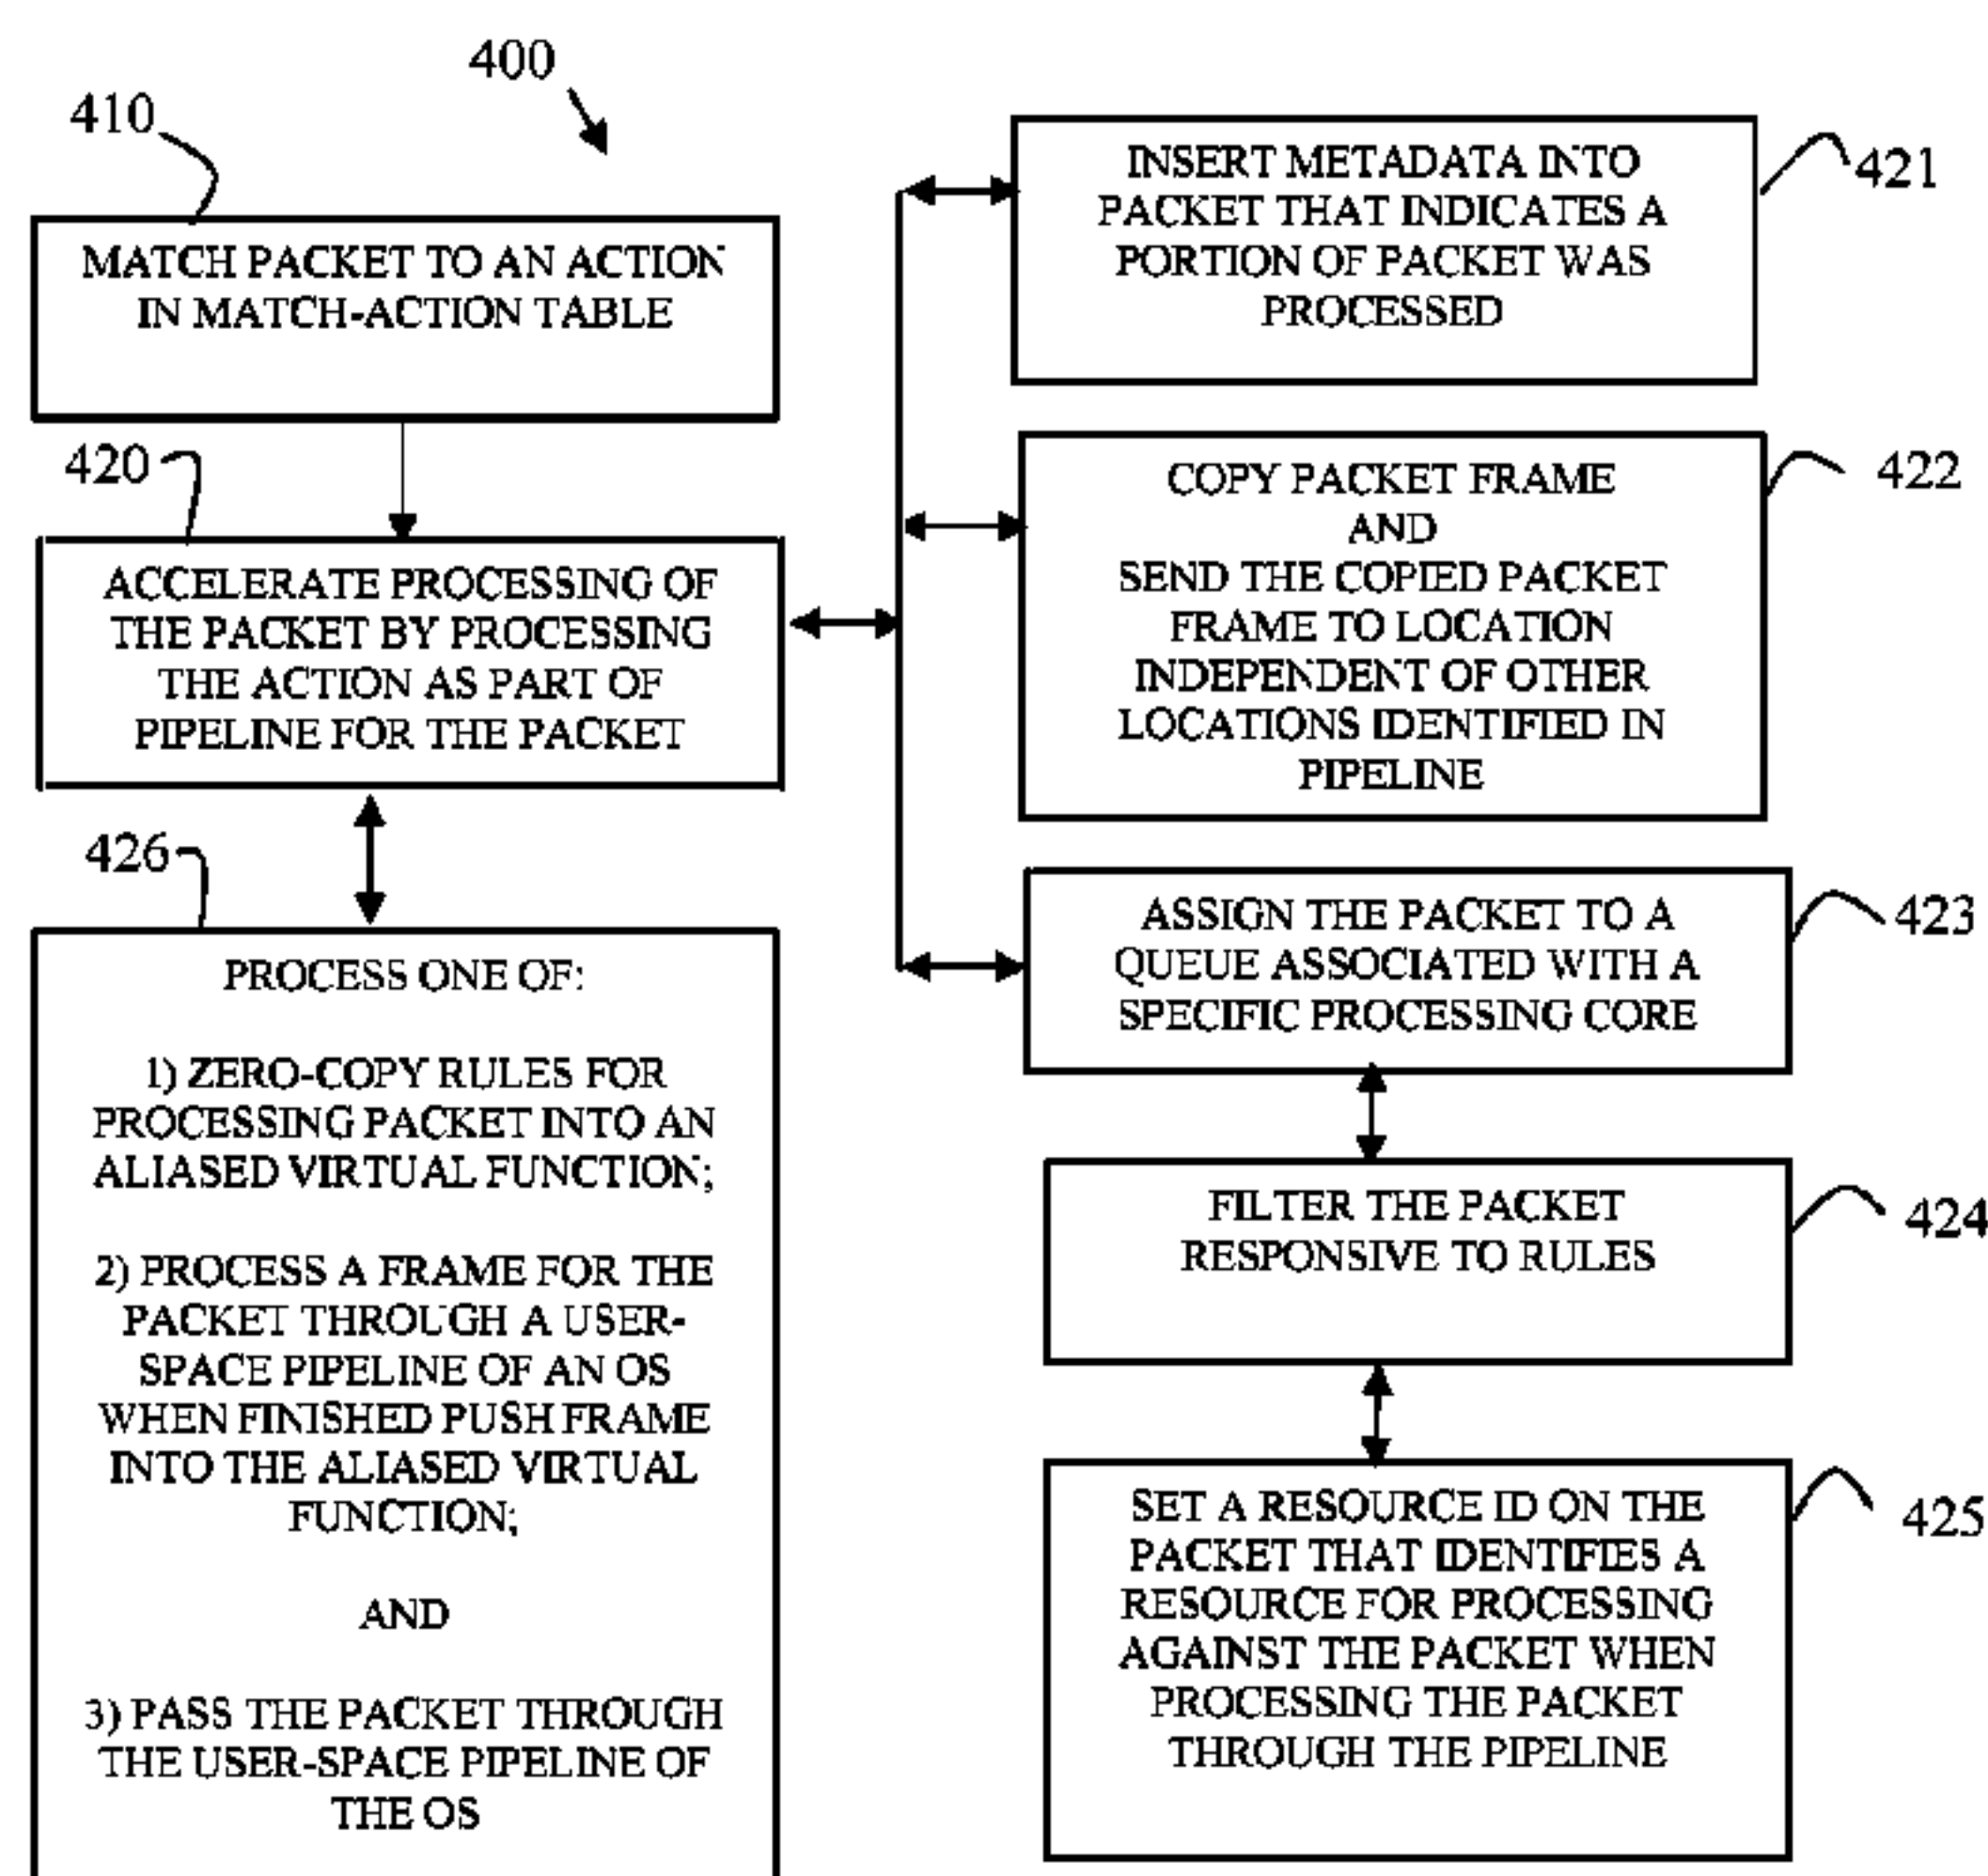 400
410
MATCH PACKET TO AN ACTION
IN MATCH-ACTION TABLE
420
ACCELERATE PROCESSING OF
THE PACKET BY PROCESSING
THE ACTION AS PART OF
PIPELINE FOR THE PACKET
426
PROCESS ONE OF:
1) ZERO-COPY RULES FOR
PROCESSING PACKET INTO AN
ALIASED VIRTUAL FUNCTION;
2) PROCESS A FRAME FOR THE
PACKET THROUGH A USER-
SPACE PIPELINE OF AN OS
WHEN FINISHED PUSH FRAME
INTO THE ALIASED VIRTUAL
FUNCTION;
AND
3) PASS THE PACKET THROUGH
THE USER-SPACE PIPELINE OF
THE OS
INSERT METADATA INTO
PACKET THAT INDICATES A
PORTION OF PACKET WAS
PROCESSED
421
COPY PACKET FRAME
AND
SEND THE COPIED PACKET
FRAME TO LOCATION
INDEPENDENT OF OTHER
LOCATIONS IDENTIFIED IN
PIPELINE
422
ASSIGN THE PACKET TO A
QUEUE ASSOCIATED WITH A
SPECIFIC PROCESSING CORE
423
FILTER THE PACKET
RESPONSIVE TO RULES
424
SET A RESOURCE ID ON THE
PACKET THAT IDENTIFIES A
RESOURCE FOR PROCESSING
AGAINST THE PACKET WHEN
PROCESSING THE PACKET
THROUGH THE PIPELINE
425